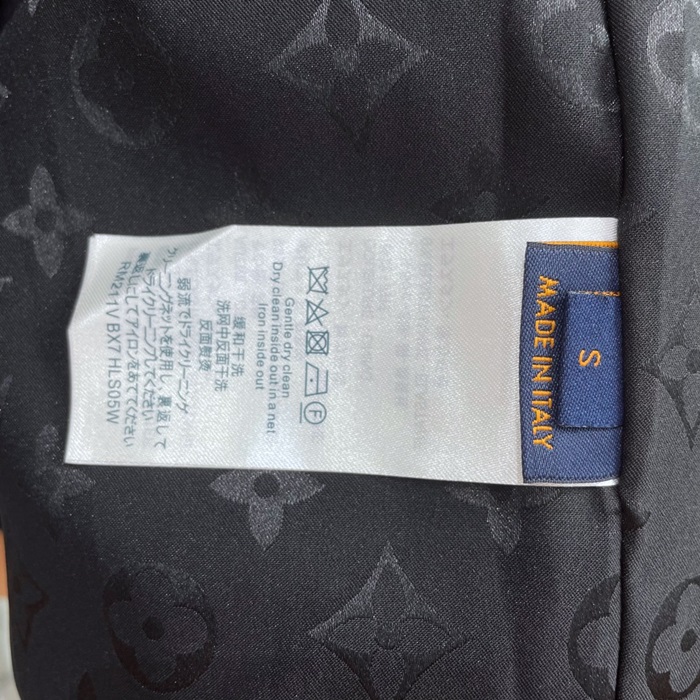 MADE IN ITALY
S
Gentle dry clean
Dry clean inside out in a net
Iron inside out
缓和干洗
洗网中反面干洗
反面熨烫
弱流でドライクリーニング
クリーニングネットを使用し、裏返して
ドライクリーニングしてください
裏返しにしてアイロンをあててください
RM211V BX7 HLS05W